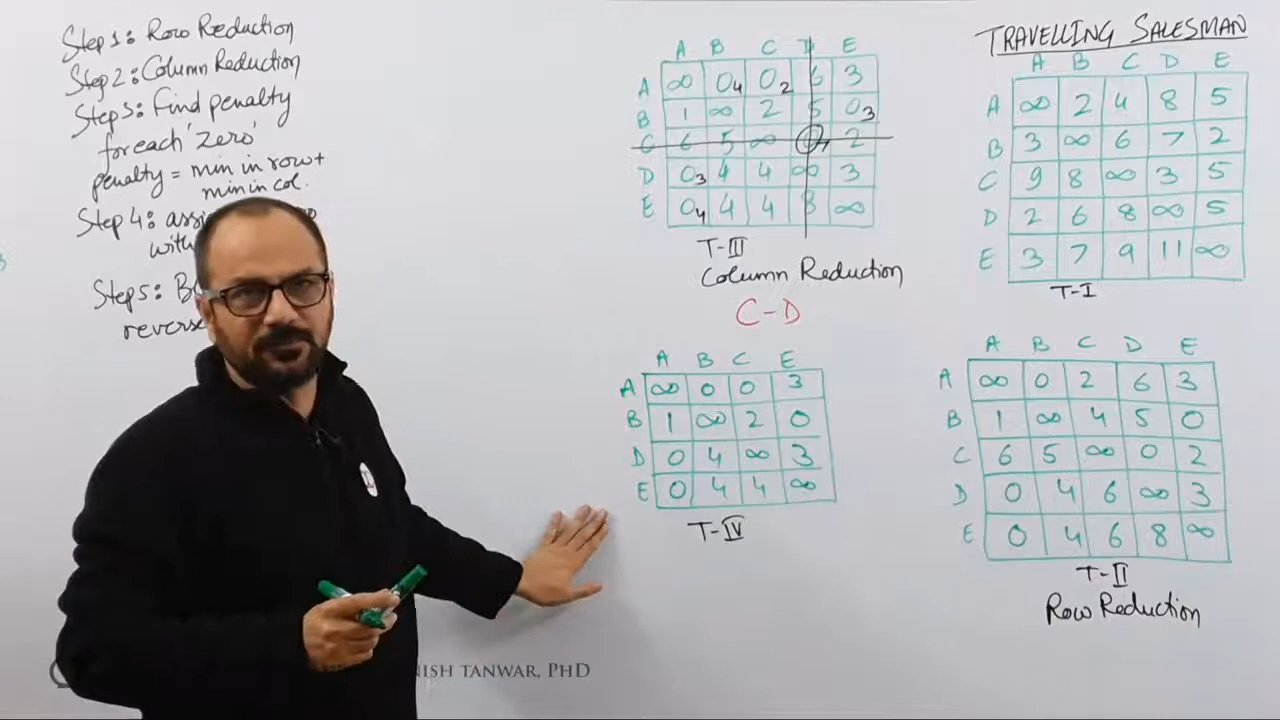 Step 1: Row Reduction
Step 2: Column Reduction
Step 3: Find penalty
for each 'zero'
penalty = min in row +
min in col.
Step 4:
Step 5:
reverse
A B C D E
A ∞ 0₄ 0₂ 6 3
B 1 ∞ 2 5 0₃
C 6 5 ∞ 2
D 0₃ 4 4 ∞ 3
E 0₄ 4 4 8 ∞
T-III
Column Reduction
C-D
A B C E
A ∞ 0 0 3
B 1 ∞ 2 0
D 0 4 ∞ 3
E 0 4 4 ∞
T-IV
TRAVELLING SALESMAN
A B C D E
A ∞ 2 4 8 5
B 3 ∞ 6 7 2
C 9 8 ∞ 3 5
D 2 6 8 ∞ 5
E 3 7 9 11 ∞
T-I
A B C D E
A ∞ 0 2 6 3
B 1 ∞ 4 5 0
C 6 5 ∞ 0 2
D 0 4 6 ∞ 3
E 0 4 6 8 ∞
T-II
Row Reduction
NISH TANWAR, PHD